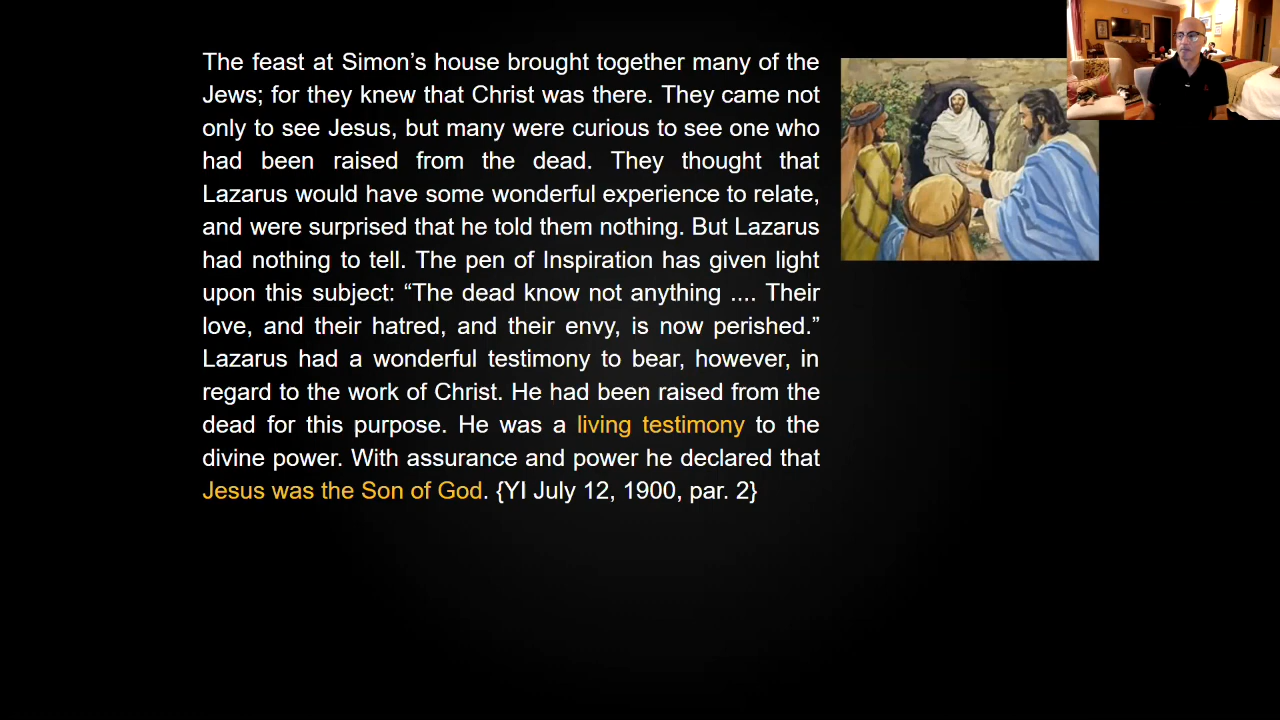 The feast at Simon’s house brought together many of the
Jews; for they knew that Christ was there. They came not
only to see Jesus, but many were curious to see one who
had been raised from the dead. They thought that
Lazarus would have some wonderful experience to relate,
and were surprised that he told them nothing. But Lazarus
had nothing to tell. The pen of Inspiration has given light
upon this subject: “The dead know not anything .... Their
love, and their hatred, and their envy, is now perished.”
Lazarus had a wonderful testimony to bear, however, in
regard to the work of Christ. He had been raised from the
dead for this purpose. He was a living testimony to the
divine power. With assurance and power he declared that
Jesus was the Son of God. {YI July 12, 1900, par. 2}